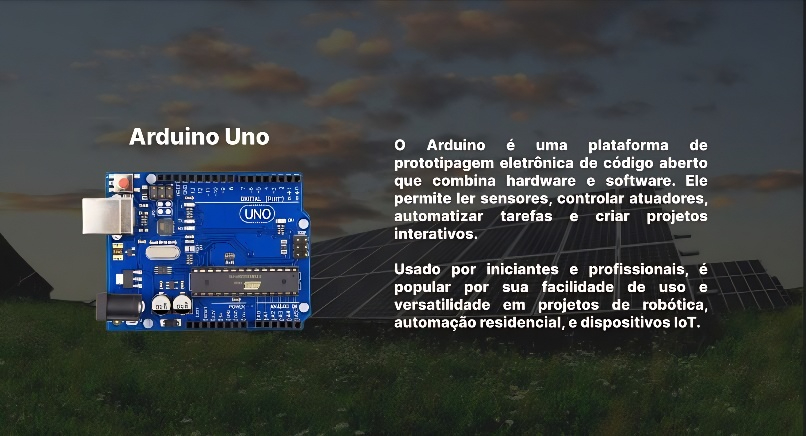 Arduino Uno
O Arduino é uma plataforma de
prototipagem eletrônica de código aberto
que combina hardware e software. Ele
permite ler sensores, controlar atuadores,
automatizar tarefas e criar projetos
interativos.
Usado por iniciantes e profissionais, é
popular por sua facilidade de uso e
versatilidade em projetos de robótica,
automação residencial, e dispositivos IoT.
DIGITAL (PWM~)
UNO
POWER
ANALOG IN